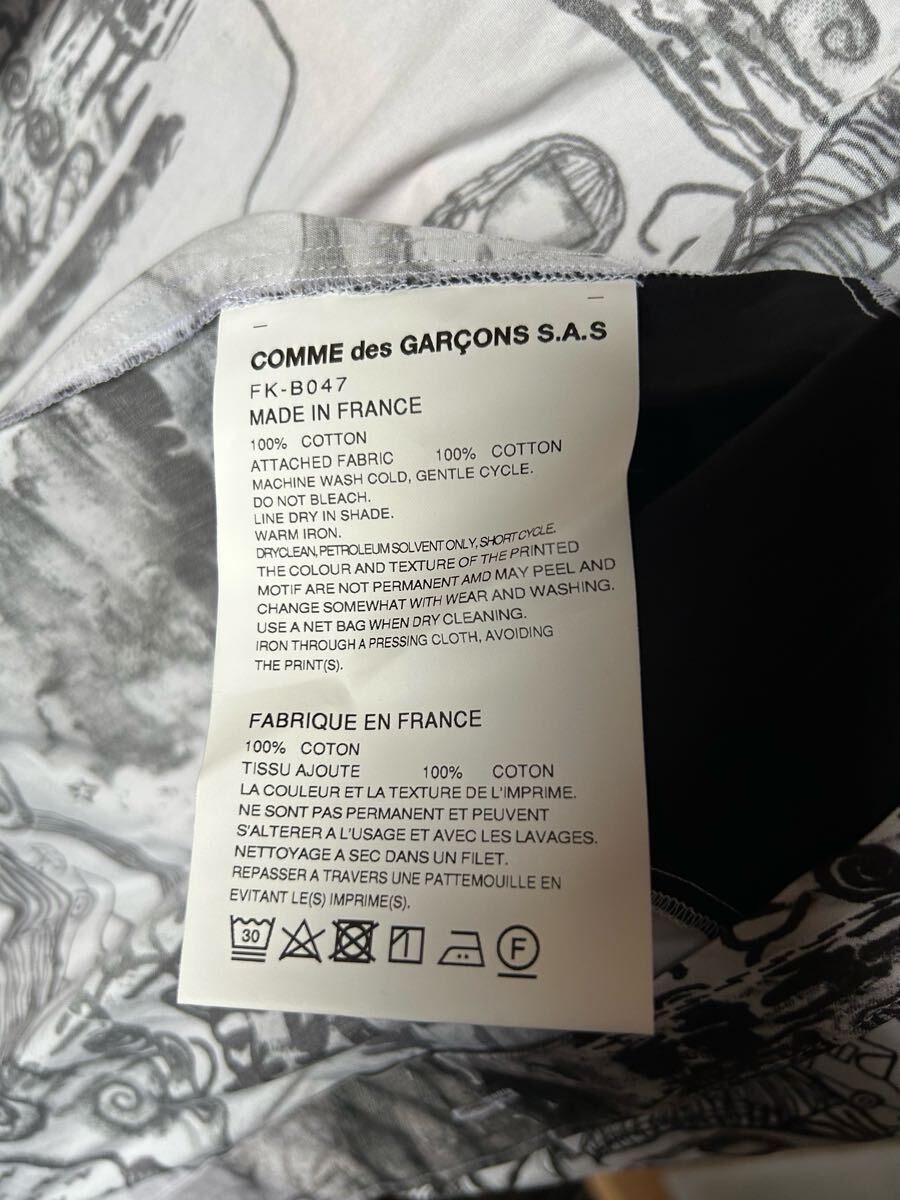 COMME des GARÇONS S.A.S
FK-B047
MADE IN FRANCE
100% COTTON
ATTACHED FABRIC 100% COTTON
MACHINE WASH COLD, GENTLE CYCLE.
DO NOT BLEACH.
LINE DRY IN SHADE.
WARM IRON.
DRYCLEAN, PETROLEUM SOLVENT ONLY, SHORT CYCLE.
THE COLOUR AND TEXTURE OF THE PRINTED
MOTIF ARE NOT PERMANENT AMD MAY PEEL AND
CHANGE SOMEWHAT WITH WEAR AND WASHING.
USE A NET BAG WHEN DRY CLEANING.
IRON THROUGH A PRESSING CLOTH, AVOIDING
THE PRINT(S).
FABRIQUE EN FRANCE
100% COTON
TISSU AJOUTE 100% COTON
LA COULEUR ET LA TEXTURE DE L'IMPRIME.
NE SONT PAS PERMANENT ET PEUVENT
S'ALTERER A L'USAGE ET AVEC LES LAVAGES.
NETTOYAGE A SEC DANS UN FILET.
REPASSER A TRAVERS UNE PATTEMOUILLE EN
EVITANT LE(S) IMPRIME(S).
30 F